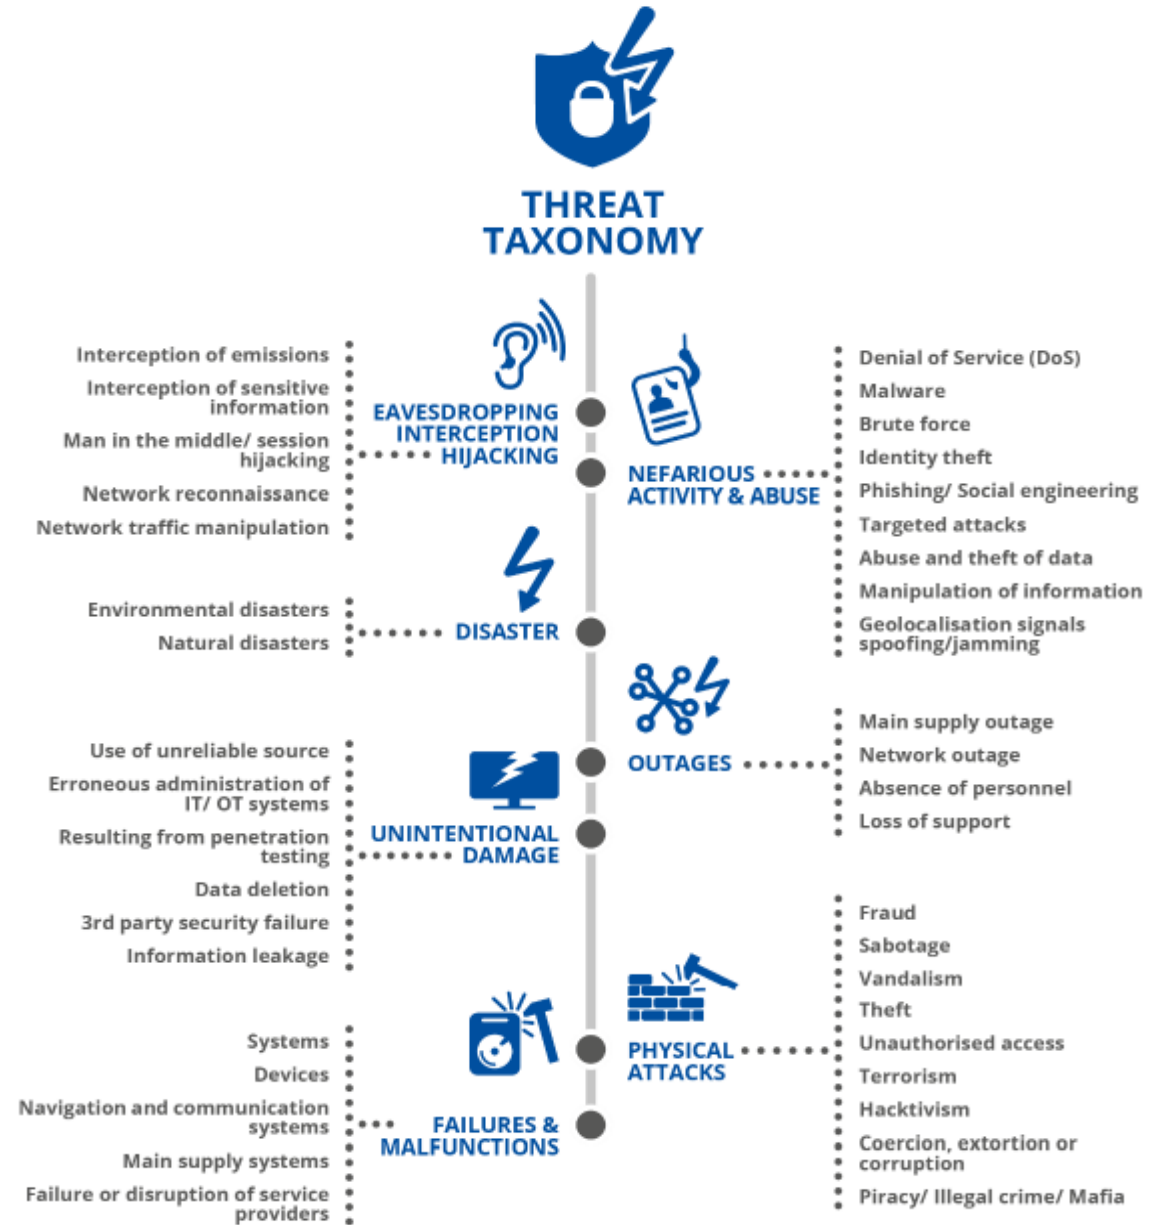 THREAT
TAXONOMY
Interception of emissions
Interception of sensitive
information
Man in the middle/ session
hijacking
Network reconnaissance
Network traffic manipulation
EAVESDROPPING
INTERCEPTION
HIJACKING
NEFARIOUS
ACTIVITY & ABUSE
Denial of Service (DoS)
Malware
Brute force
Identity theft
Phishing/ Social engineering
Targeted attacks
Abuse and theft of data
Manipulation of information
Geolocalisation signals
spoofing/jamming
Environmental disasters
Natural disasters
DISASTER
OUTAGES
Main supply outage
Network outage
Absence of personnel
Loss of support
Use of unreliable source
Erroneous administration of
IT/ OT systems
Resulting from penetration
testing
Data deletion
3rd party security failure
Information leakage
UNINTENTIONAL
DAMAGE
PHYSICAL
ATTACKS
Fraud
Sabotage
Vandalism
Theft
Unauthorised access
Terrorism
Hacktivism
Coercion, extortion or
corruption
Piracy/ Illegal crime/ Mafia
Systems
Devices
Navigation and communication
systems
Main supply systems
Failure or disruption of service
providers
FAILURES &
MALFUNCTIONS